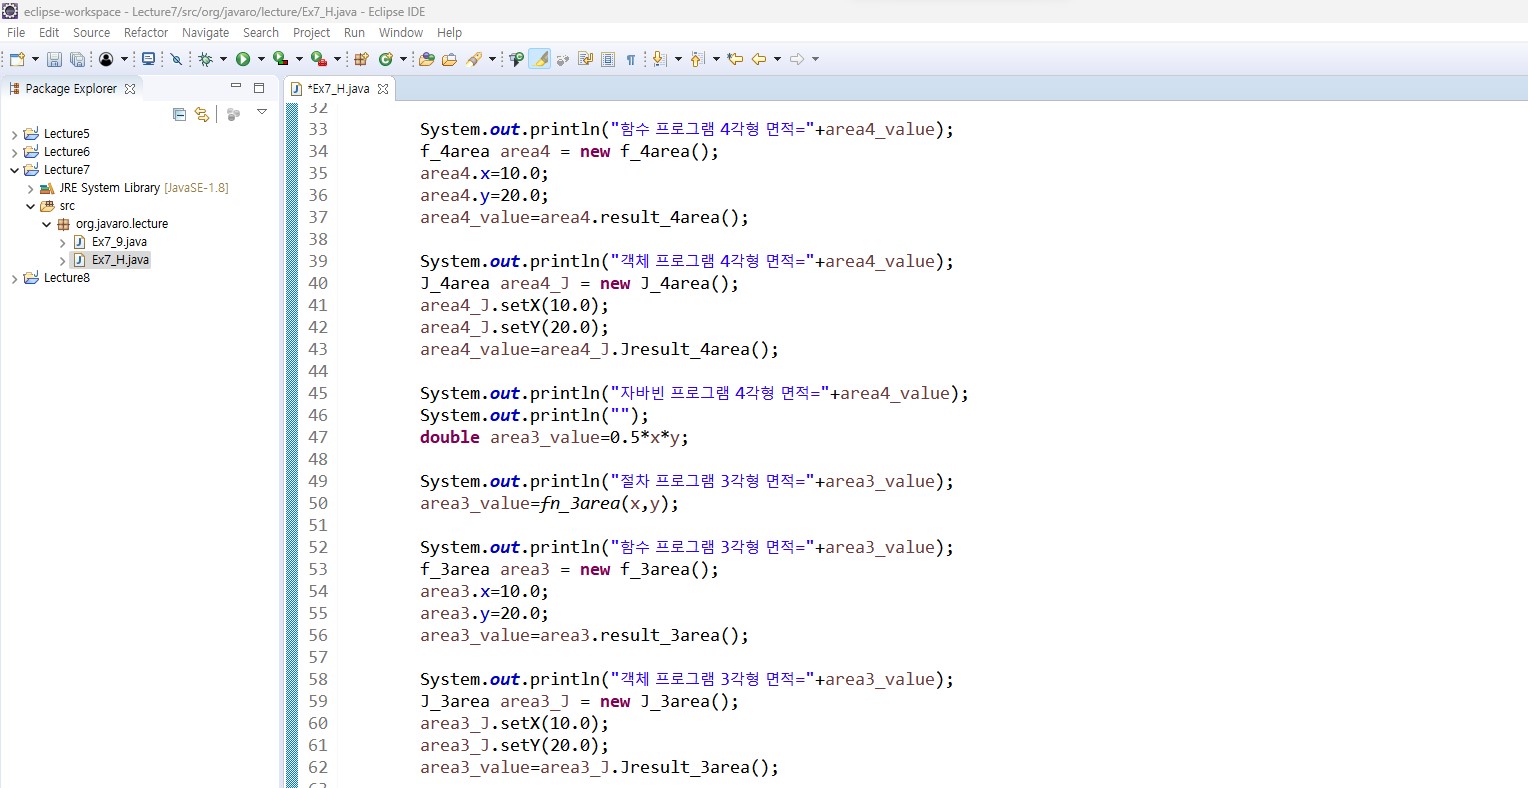 eclipse-workspace - Lecture7/src/org/javaro/lecture/Ex7_H.java - Eclipse IDE
File Edit Source Refactor Navigate Search Project Run Window Help
Package Explorer
Lecture5
Lecture6
Lecture7
JRE System Library [JavaSE-1.8]
src
org.javaro.lecture
Ex7_9.java
Ex7_H.java
Lecture8
*Ex7_H.java
32
33 System.out.println("함수 프로그램 4각형 면적="+area4_value);
34 f_4area area4 = new f_4area();
35 area4.x=10.0;
36 area4.y=20.0;
37 area4_value=area4.result_4area();
38
39 System.out.println("객체 프로그램 4각형 면적="+area4_value);
40 J_4area area4_J = new J_4area();
41 area4_J.setX(10.0);
42 area4_J.setY(20.0);
43 area4_value=area4_J.Jresult_4area();
44
45 System.out.println("자바빈 프로그램 4각형 면적="+area4_value);
46 System.out.println("");
47 double area3_value=0.5*x*y;
48
49 System.out.println("절차 프로그램 3각형 면적="+area3_value);
50 area3_value=fn_3area(x,y);
51
52 System.out.println("함수 프로그램 3각형 면적="+area3_value);
53 f_3area area3 = new f_3area();
54 area3.x=10.0;
55 area3.y=20.0;
56 area3_value=area3.result_3area();
57
58 System.out.println("객체 프로그램 3각형 면적="+area3_value);
59 J_3area area3_J = new J_3area();
60 area3_J.setX(10.0);
61 area3_J.setY(20.0);
62 area3_value=area3_J.Jresult_3area();